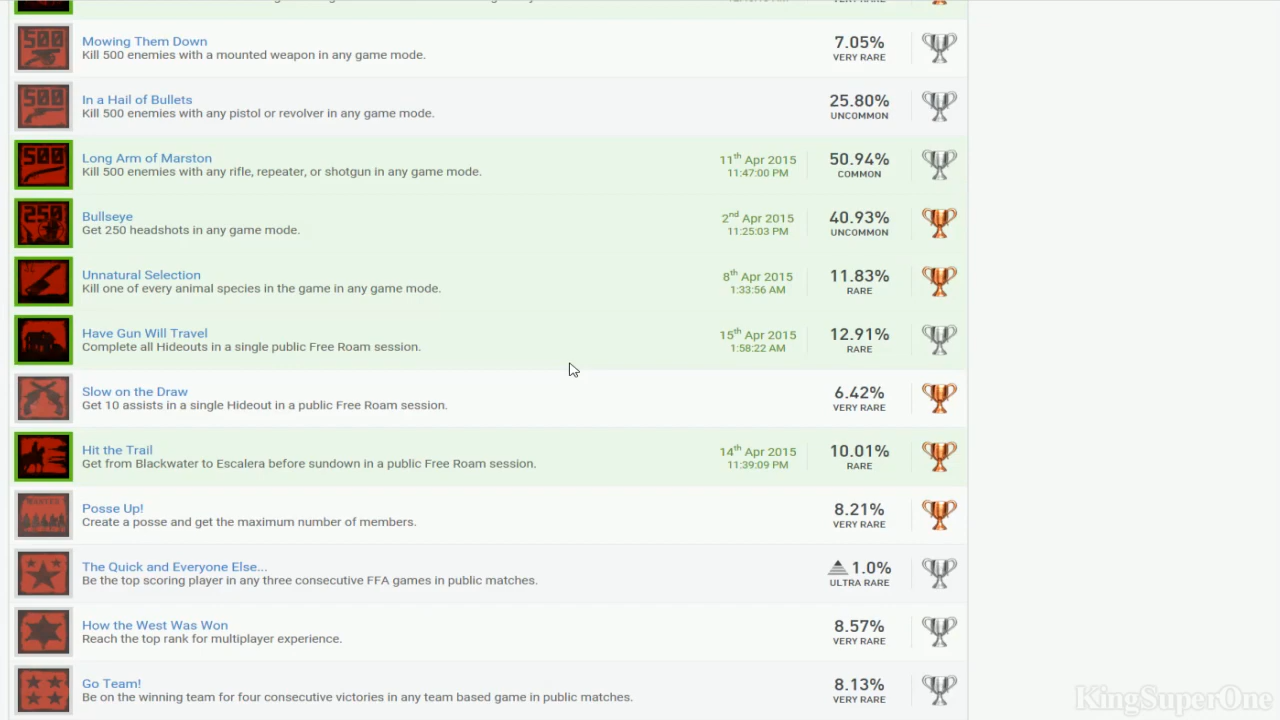 Mowing Them Down
Kill 500 enemies with a mounted weapon in any game mode.
7.05%
VERY RARE
500
In a Hail of Bullets
Kill 500 enemies with any pistol or revolver in any game mode.
25.80%
UNCOMMON
500
Long Arm of Marston
Kill 500 enemies with any rifle, repeater, or shotgun in any game mode.
11th Apr 2015
11:47:00 PM
50.94%
COMMON
500
Bullseye
Get 250 headshots in any game mode.
2nd Apr 2015
11:25:03 PM
40.93%
UNCOMMON
250
Unnatural Selection
Kill one of every animal species in the game in any game mode.
8th Apr 2015
1:33:56 AM
11.83%
RARE
Have Gun Will Travel
Complete all Hideouts in a single public Free Roam session.
15th Apr 2015
1:58:22 AM
12.91%
RARE
Slow on the Draw
Get 10 assists in a single Hideout in a public Free Roam session.
6.42%
VERY RARE
Hit the Trail
Get from Blackwater to Escalera before sundown in a public Free Roam session.
14th Apr 2015
11:39:09 PM
10.01%
RARE
Posse Up!
Create a posse and get the maximum number of members.
8.21%
VERY RARE
The Quick and Everyone Else...
Be the top scoring player in any three consecutive FFA games in public matches.
1.0%
ULTRA RARE
How the West Was Won
Reach the top rank for multiplayer experience.
8.57%
VERY RARE
Go Team!
Be on the winning team for four consecutive victories in any team based game in public matches.
8.13%
VERY RARE
KingSuperOne